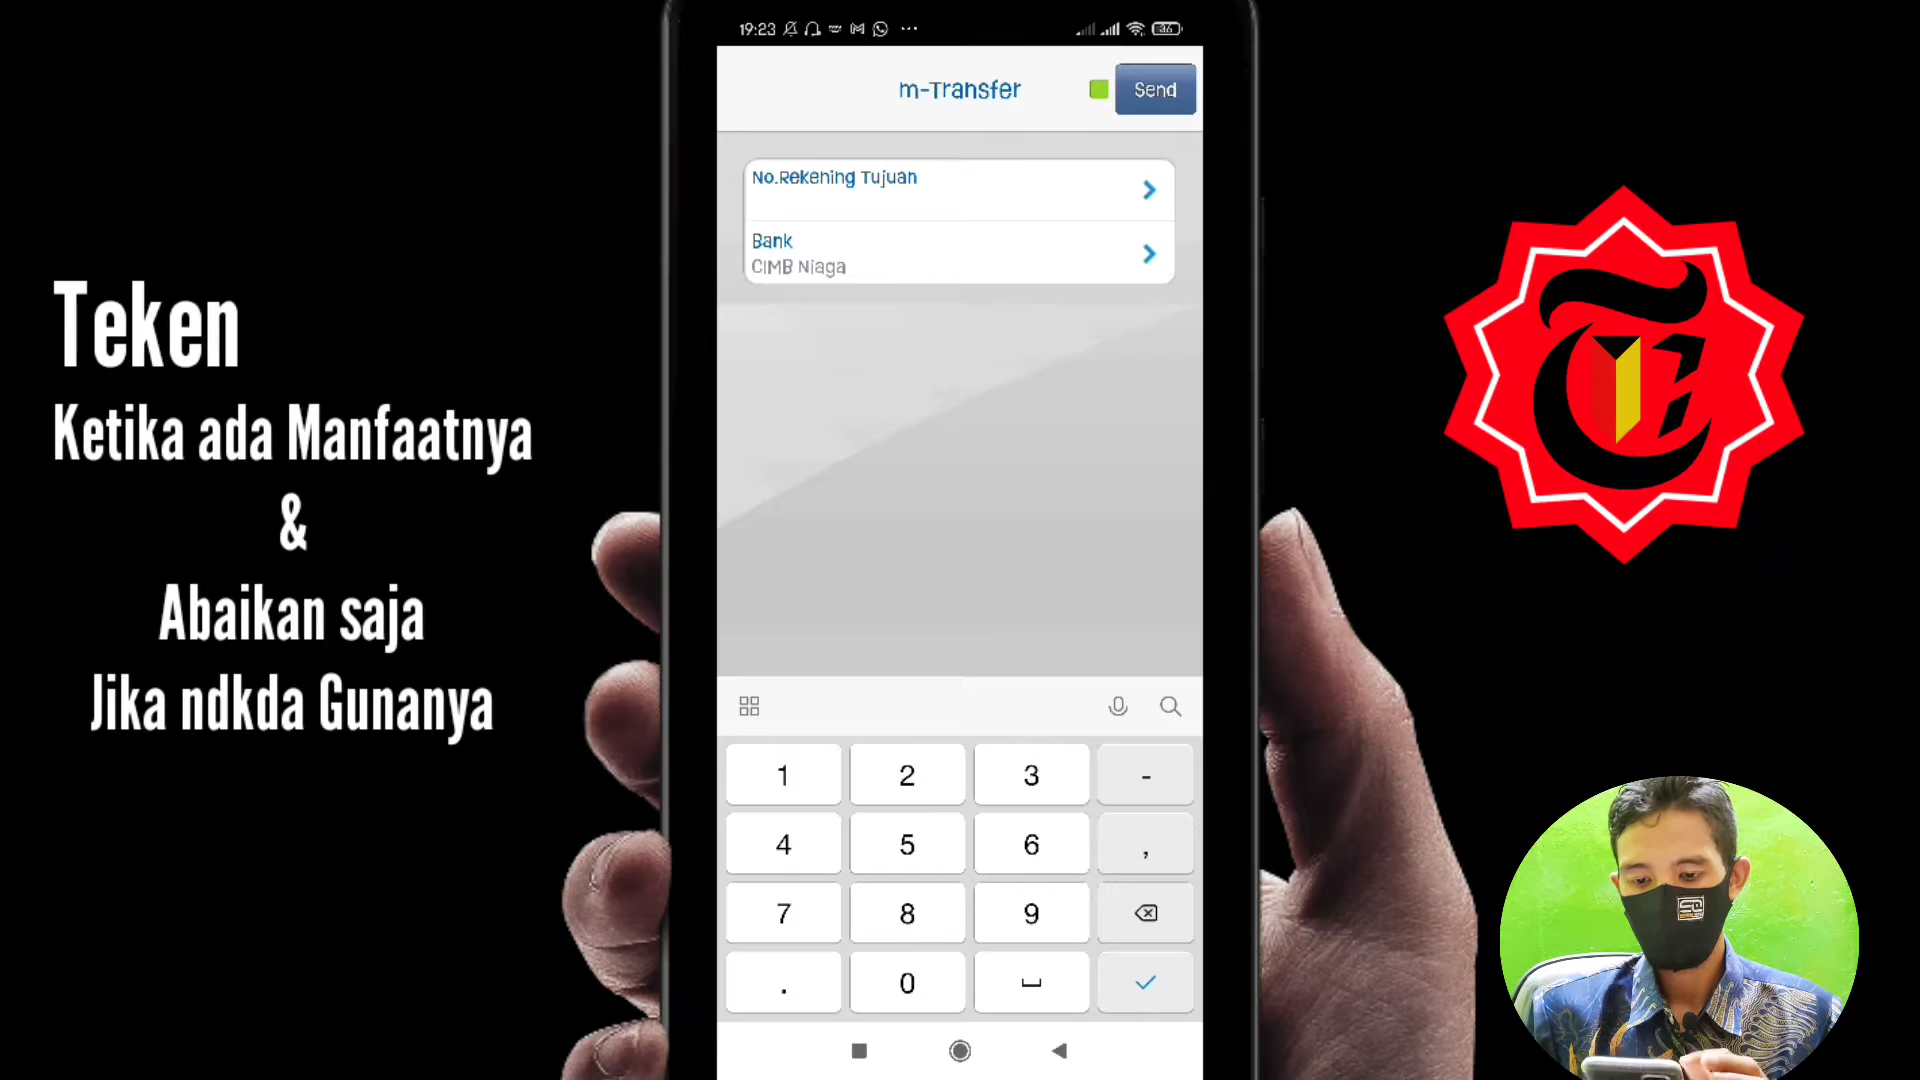 19:23
m-Transfer
Send
No.Rekening Tujuan
Bank
CIMB Niaga
Teken
Ketika ada Manfaatnya
&
Abaikan saja
Jika ndkda Gunanya
1 2 3 -
4 5 6 ,
7 8 9
. 0